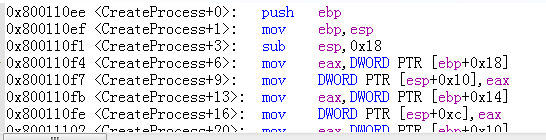 0x800110ee <CreateProcess+0>: push ebp
0x800110ef <CreateProcess+1>: mov ebp,esp
0x800110f1 <CreateProcess+3>: sub esp,0x18
0x800110f4 <CreateProcess+6>: mov eax,DWORD PTR [ebp+0x18]
0x800110f7 <CreateProcess+9>: mov DWORD PTR [esp+0x10],eax
0x800110fb <CreateProcess+13>: mov eax,DWORD PTR [ebp+0x14]
0x800110fe <CreateProcess+16>: mov DWORD PTR [esp+0xc],eax
0x80011102 <CreateProcess+20>: mov eax,DWORD PTR [ebp+0x10]